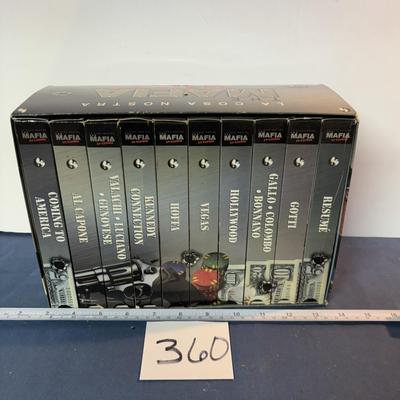 MAFIA
LA COSA NOSTRA
MAFIA
COMING TO AMERICA
MAFIA
AL CAPONE
MAFIA
VALACHI • LUCIANO • GENOVESE
MAFIA
KENNEDY CONNECTION
MAFIA
HOFFA
MAFIA
VEGAS
MAFIA
HOLLYWOOD
MAFIA
GALLO • COLOMBO • BONNANO
MAFIA
GOTTI
MAFIA
RESUMÉ
360